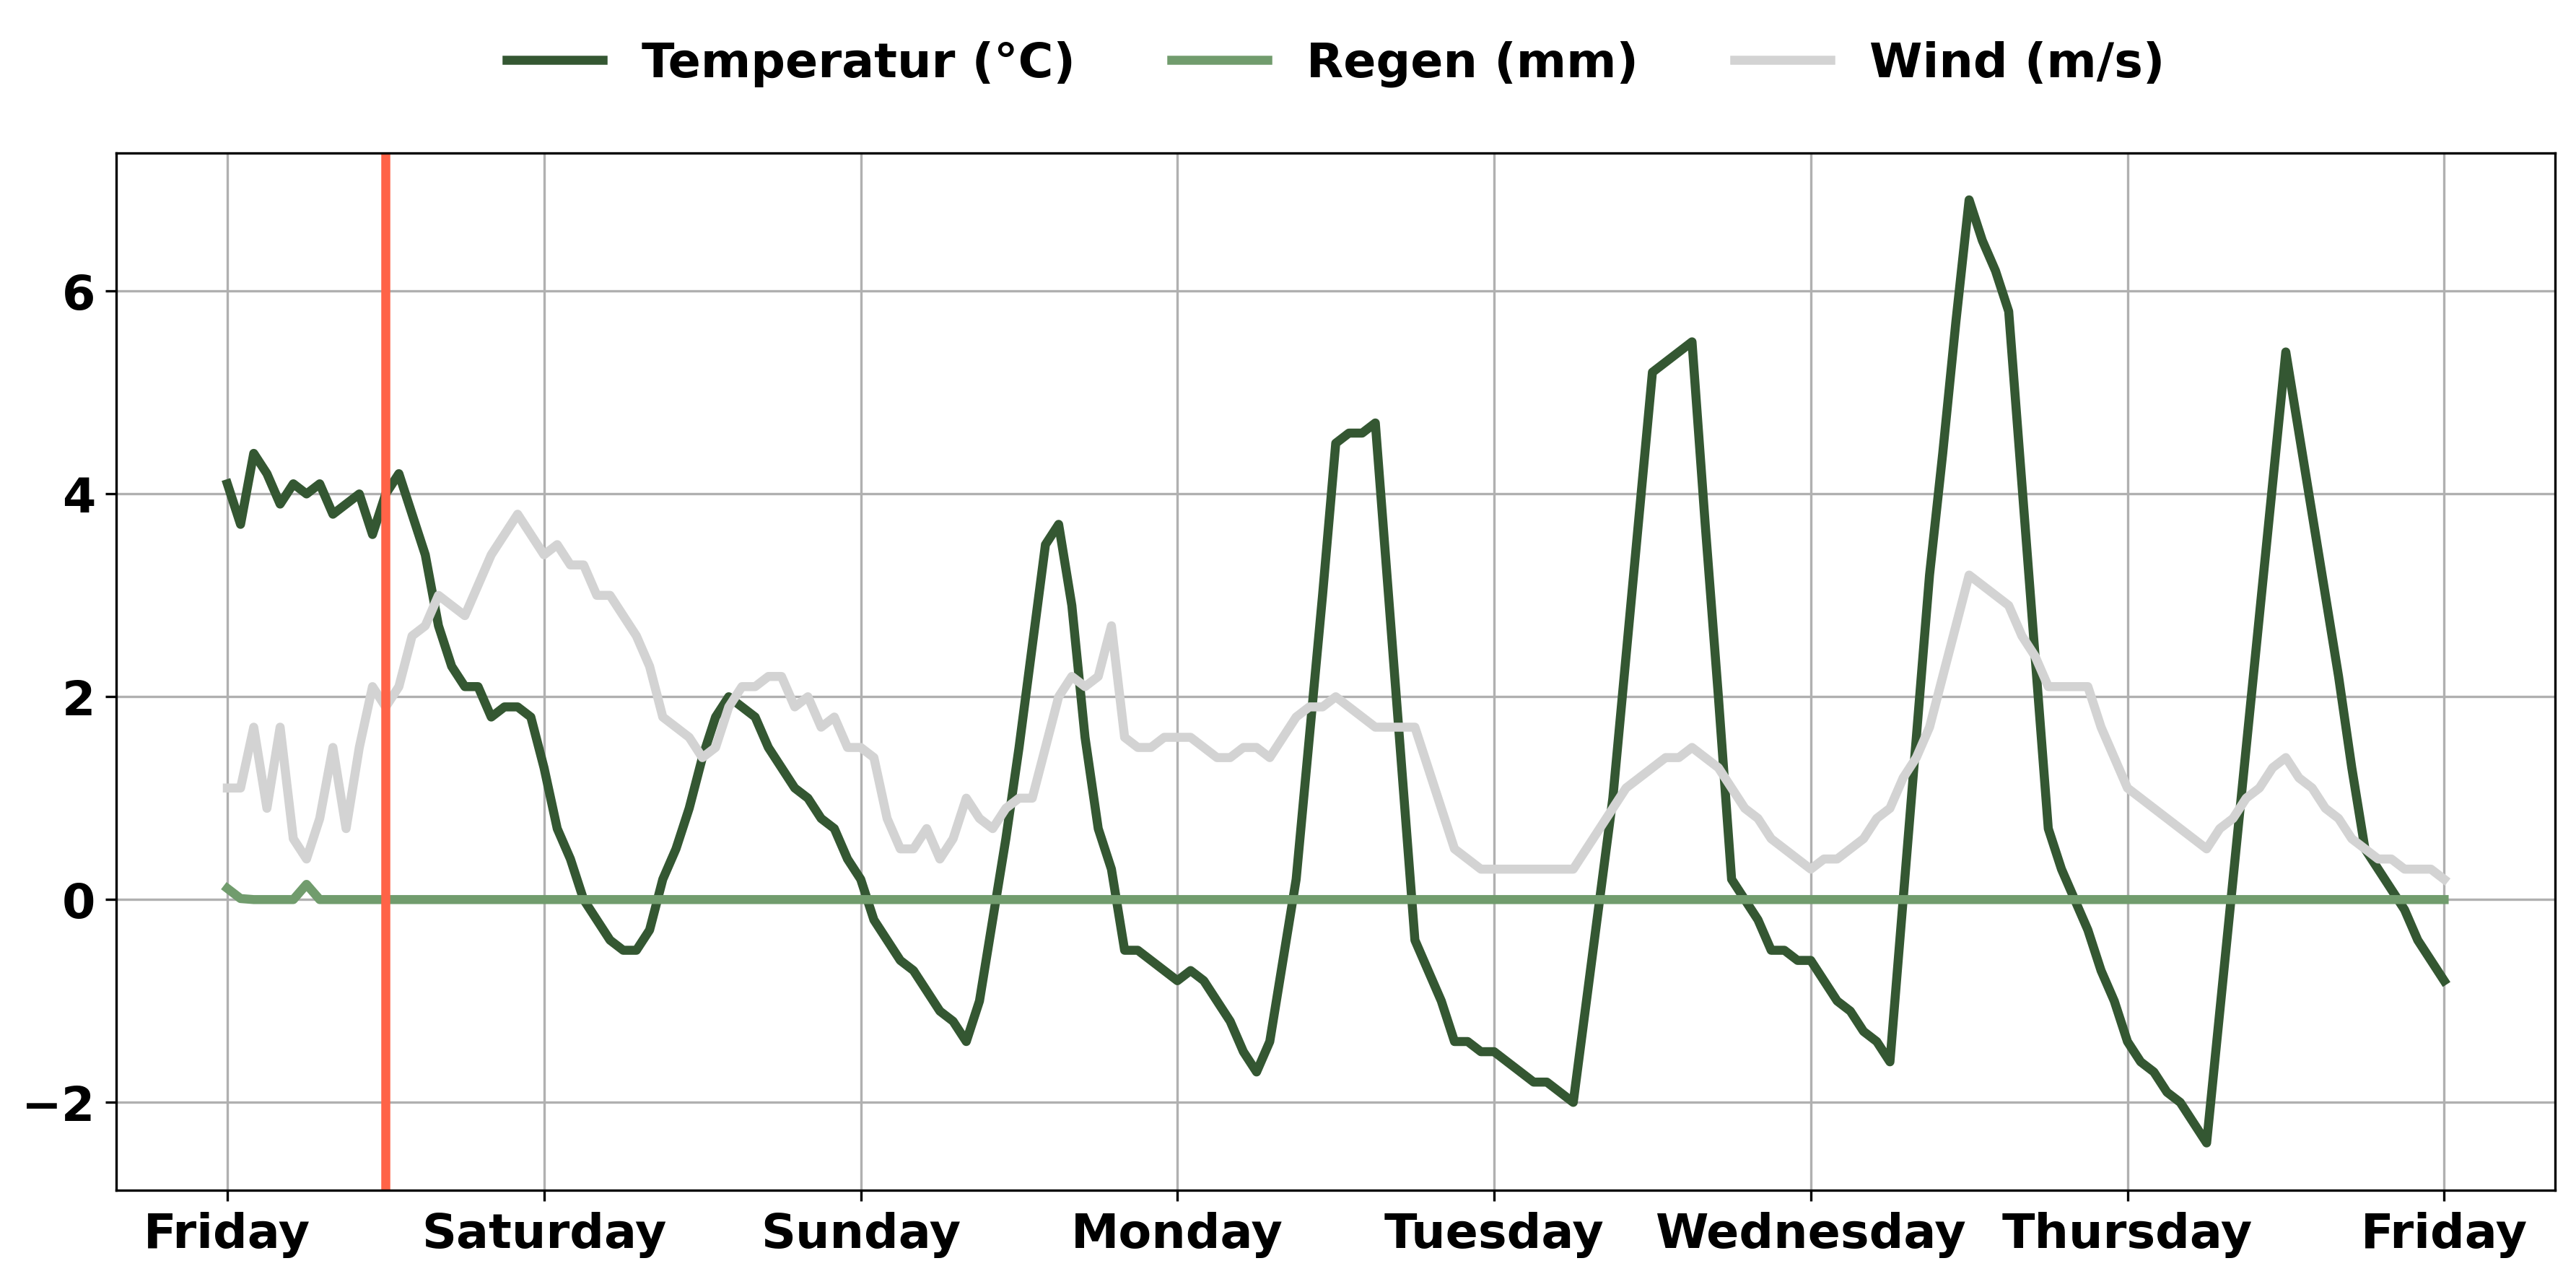 Temperatur (°C) Regen (mm) Wind (m/s)
6
4
2
0
−2
Friday Saturday Sunday Monday Tuesday Wednesday Thursday Friday